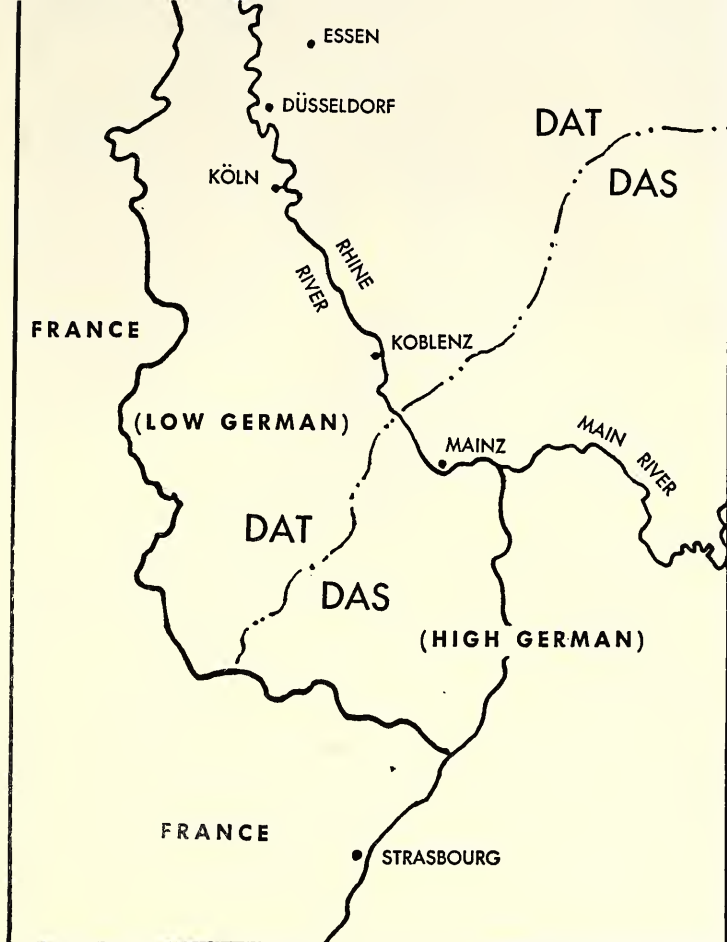 ESSEN
DÜSSELDORF
DAT
DAS
KÖLN
RHINE
RIVER
FRANCE
KOBLENZ
(LOW GERMAN)
MAINZ
MAIN RIVER
DAT
DAS
(HIGH GERMAN)
FRANCE
STRASBOURG